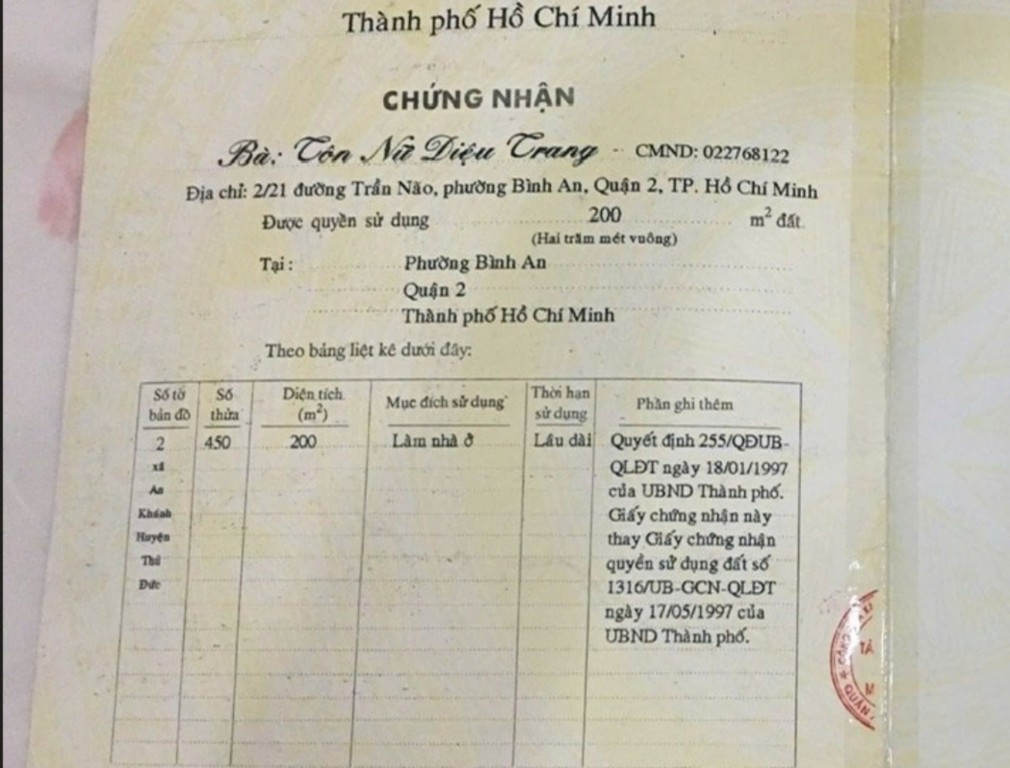 Thành phố Hồ Chí Minh
CHỨNG NHẬN
Bà: Tôn Nữ Diệu Trang - CMND: 022768122
Địa chỉ: 2/21 đường Trần Não, phường Bình An, Quận 2, TP. Hồ Chí Minh
Được quyền sử dụng 200 m² đất
(Hai trăm mét vuông)
Tại: Phường Bình An
Quận 2
Thành phố Hồ Chí Minh
Theo bảng liệt kê dưới đây:
Số tờ bản đồ Số thửa Diện tích (m²) Mục đích sử dụng Thời hạn sử dụng Phần ghi thêm
2 450 200 Làm nhà ở Lâu dài Quyết định 255/QĐUB-
xã QLĐT ngày 18/01/1997
An của UBND Thành phố.
Khánh Giấy chứng nhận này
Huyện thay Giấy chứng nhận
Thủ quyền sử dụng đất số
Đức 1316/UB-GCN-QLĐT
ngày 17/05/1997 của
UBND Thành phố.
QUẬN